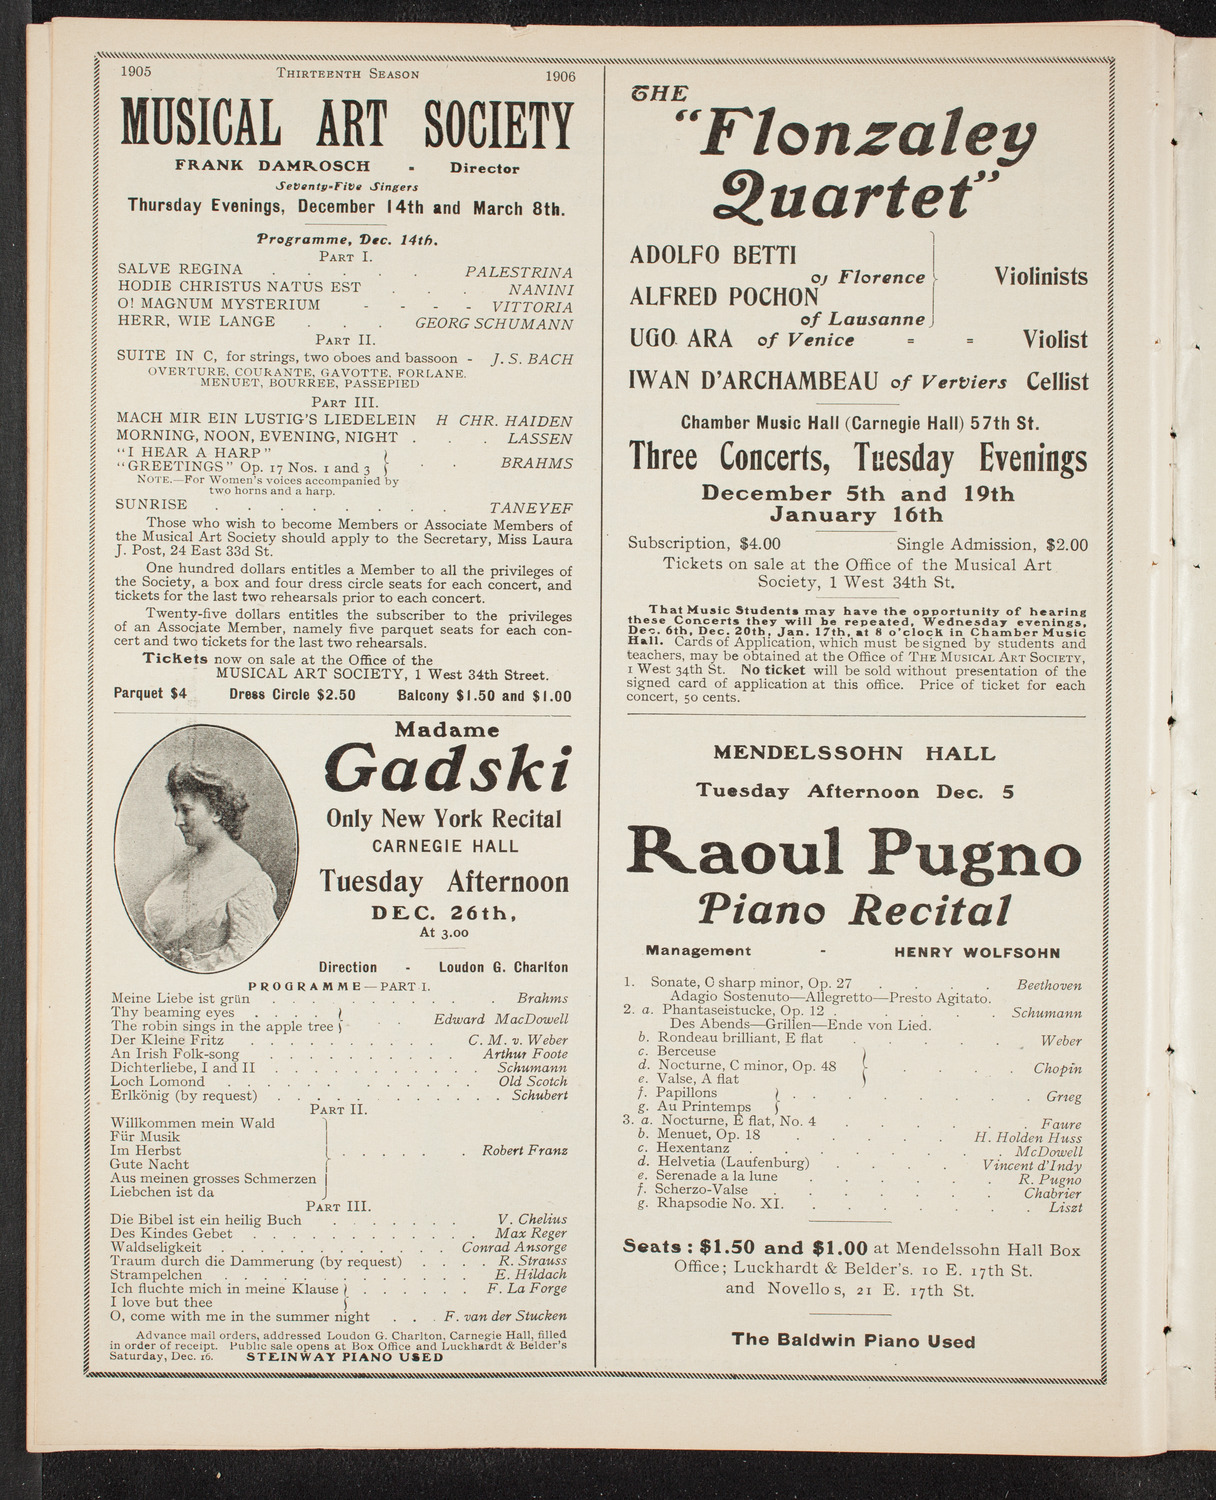 1905 THIRTEENTH SEASON 1906
MUSICAL ART SOCIETY
FRANK DAMROSCH - Director
Seventy-Five Singers
Thursday Evenings, December 14th and March 8th.
Programme, Dec. 14th.
PART I.
SALVE REGINA . . . . . PALESTRINA
HODIE CHRISTUS NATUS EST . . . NANINI
O! MAGNUM MYSTERIUM - - - - VITTORIA
HERR, WIE LANGE . . . GEORG SCHUMANN
PART II.
SUITE IN C, for strings, two oboes and bassoon - J. S. BACH
OVERTURE, COURANTE, GAVOTTE, FORLANE.
MENUET, BOURREE, PASSEPIED
PART III.
MACH MIR EIN LUSTIG'S LIEDELEIN H CHR. HAIDEN
MORNING, NOON, EVENING, NIGHT . . . LASSEN
"I HEAR A HARP"
"GREETINGS" Op. 17 Nos. 1 and 3 } . . BRAHMS
NOTE.—For Women's voices accompanied by
two horns and a harp.
SUNRISE . . . . . . . . TANEYEF
Those who wish to become Members or Associate Members of
the Musical Art Society should apply to the Secretary, Miss Laura
J. Post, 24 East 33d St.
One hundred dollars entitles a Member to all the privileges of
the Society, a box and four dress circle seats for each concert, and
tickets for the last two rehearsals prior to each concert.
Twenty-five dollars entitles the subscriber to the privileges
of an Associate Member, namely five parquet seats for each con-
cert and two tickets for the last two rehearsals.
Tickets now on sale at the Office of the
MUSICAL ART SOCIETY, 1 West 34th Street.
Parquet $4 Dress Circle $2.50 Balcony $1.50 and $1.00
Madame
Gadski
Only New York Recital
CARNEGIE HALL
Tuesday Afternoon
DEC. 26th,
At 3.00
Direction - Loudon G. Charlton
PROGRAMME—PART I.
Meine Liebe ist grün . . . . . . . . Brahms
Thy beaming eyes . . . .
The robin sings in the apple tree } . . Edward MacDowell
Der Kleine Fritz . . . . . . . . . . C. M. v. Weber
An Irish Folk-song . . . . . . . . . . Arthur Foote
Dichterliebe, I and II . . . . . . . . . . Schumann
Loch Lomond . . . . . . . . . . . Old Scotch
Erlkönig (by request) . . . . . . . . . . Schubert
PART II.
Willkommen mein Wald
Für Musik
Im Herbst } . . . . . . Robert Franz
Gute Nacht
Aus meinen grosses Schmerzen
Liebchen ist da
PART III.
Die Bibel ist ein heilig Buch . . . . . . . V. Chelius
Des Kindes Gebet . . . . . . . . . . . Max Reger
Waldseligkeit . . . . . . . . . . . Conrad Ansorge
Traum durch die Dammerung (by request) . . . . R. Strauss
Strampelchen . . . . . . . . . . . . E. Hildach
Ich fluchte mich in meine Klause } . . . . . . F. La Forge
I love but thee
O, come with me in the summer night . . . F. van der Stucken
Advance mail orders, addressed Loudon G. Charlton, Carnegie Hall, filled
in order of receipt. Public sale opens at Box Office and Luckhardt & Belder's
Saturday, Dec. 16. STEINWAY PIANO USED
THE
"Flonzaley
Quartet"
ADOLFO BETTI
of Florence
ALFRED POCHON } Violinists
of Lausanne
UGO ARA of Venice = = Violist
IWAN D'ARCHAMBEAU of Verviers Cellist
Chamber Music Hall (Carnegie Hall) 57th St.
Three Concerts, Tuesday Evenings
December 5th and 19th
January 16th
Subscription, $4.00 Single Admission, $2.00
Tickets on sale at the Office of the Musical Art
Society, 1 West 34th St.
That Music Students may have the opportunity of hearing
these Concerts they will be repeated, Wednesday evenings,
Dec. 6th, Dec. 20th, Jan. 17th, at 8 o'clock in Chamber Music
Hall. Cards of Application, which must be signed by students and
teachers, may be obtained at the Office of THE MUSICAL ART SOCIETY,
1 West 34th St. No ticket will be sold without presentation of the
signed card of application at this office. Price of ticket for each
concert, 50 cents.
MENDELSSOHN HALL
Tuesday Afternoon Dec. 5
Raoul Pugno
Piano Recital
Management - HENRY WOLFSOHN
1. Sonate, C sharp minor, Op. 27 . . . . Beethoven
Adagio Sostenuto—Allegretto—Presto Agitato.
2. a. Phantaseistucke, Op. 12 . . . . . Schumann
Des Abends—Grillen—Ende von Lied.
b. Rondeau brilliant, E flat . . . . Weber
c. Berceuse
d. Nocturne, C minor, Op. 48 } . . . . Chopin
e. Valse, A flat
f. Papillons } . . . . . . . . Grieg
g. Au Printemps
3. a. Nocturne, E flat, No. 4 . . . . . . Faure
b. Menuet, Op. 18 . . . . . H. Holden Huss
c. Hexentanz . . . . . . . . McDowell
d. Helvetia (Laufenburg) . . . . Vincent d'Indy
e. Serenade a la lune . . . . . . R. Pugno
f. Scherzo-Valse . . . . . . . Chabrier
g. Rhapsodie No. XI. . . . . . . . Liszt
Seats: $1.50 and $1.00 at Mendelssohn Hall Box
Office; Luckhardt & Belder's. 10 E. 17th St.
and Novello s, 21 E. 17th St.
The Baldwin Piano Used